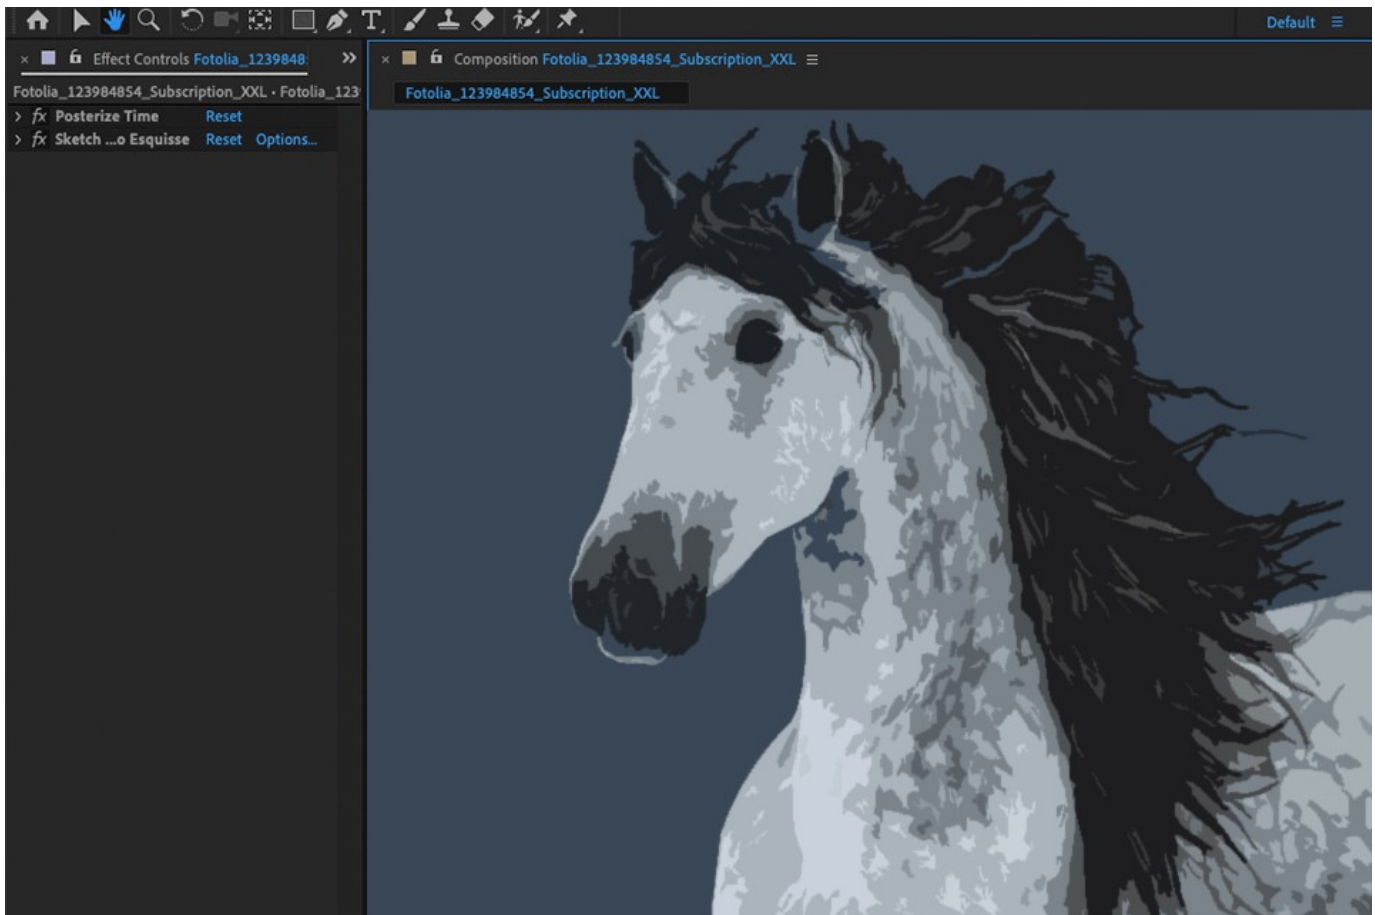 Default
Effect Controls Fotolia_1239848
Composition Fotolia_123984854_Subscription_XXL
Fotolia_123984854_Subscription_XXL • Fotolia_123
Fotolia_123984854_Subscription_XXL
fx Posterize Time Reset
fx Sketch ...o Esquisse Reset Options...